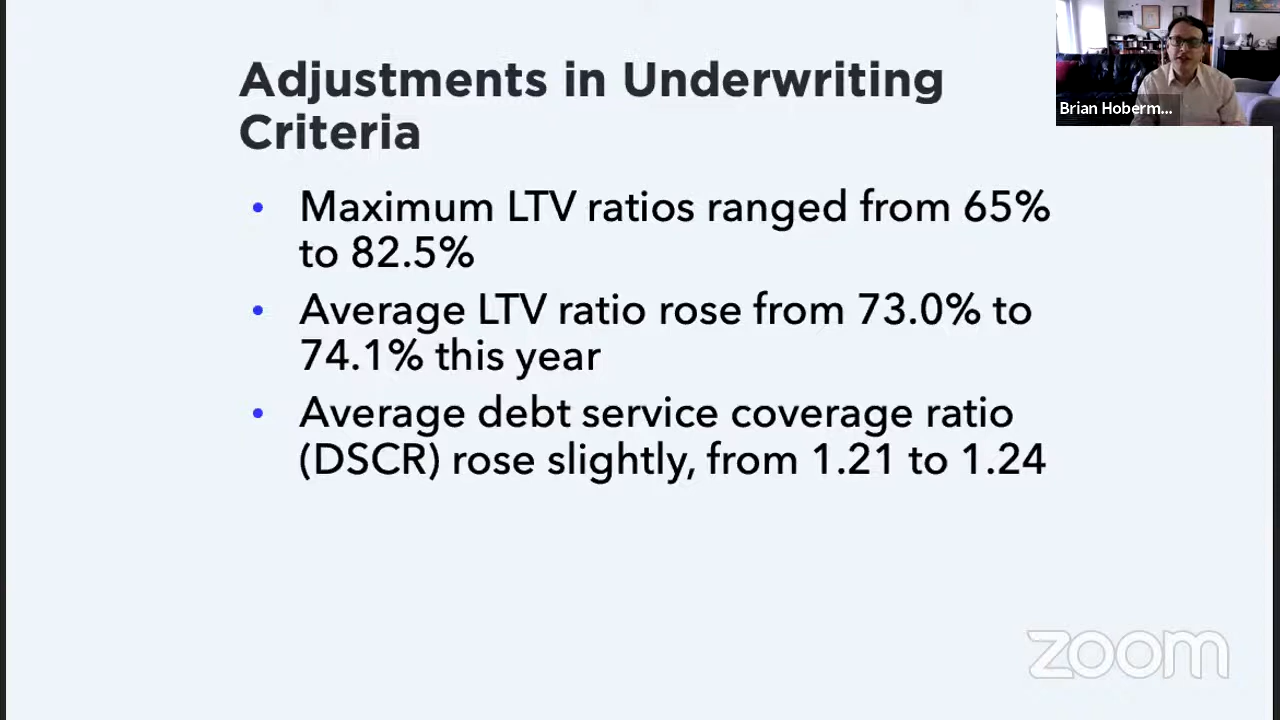 Adjustments in Underwriting
Criteria
• Maximum LTV ratios ranged from 65%
to 82.5%
• Average LTV ratio rose from 73.0% to
74.1% this year
• Average debt service coverage ratio
(DSCR) rose slightly, from 1.21 to 1.24
Brian Hoberm...
zoom